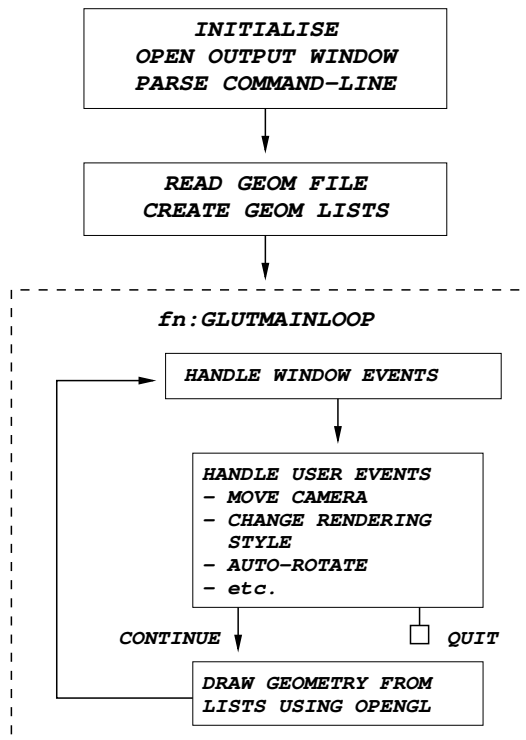 INITIALISE
OPEN OUTPUT WINDOW
PARSE COMMAND-LINE
READ GEOM FILE
CREATE GEOM LISTS
fn:GLUTMAINLOOP
HANDLE WINDOW EVENTS
HANDLE USER EVENTS
- MOVE CAMERA
- CHANGE RENDERING
STYLE
- AUTO-ROTATE
- etc.
CONTINUE
QUIT
DRAW GEOMETRY FROM
LISTS USING OPENGL